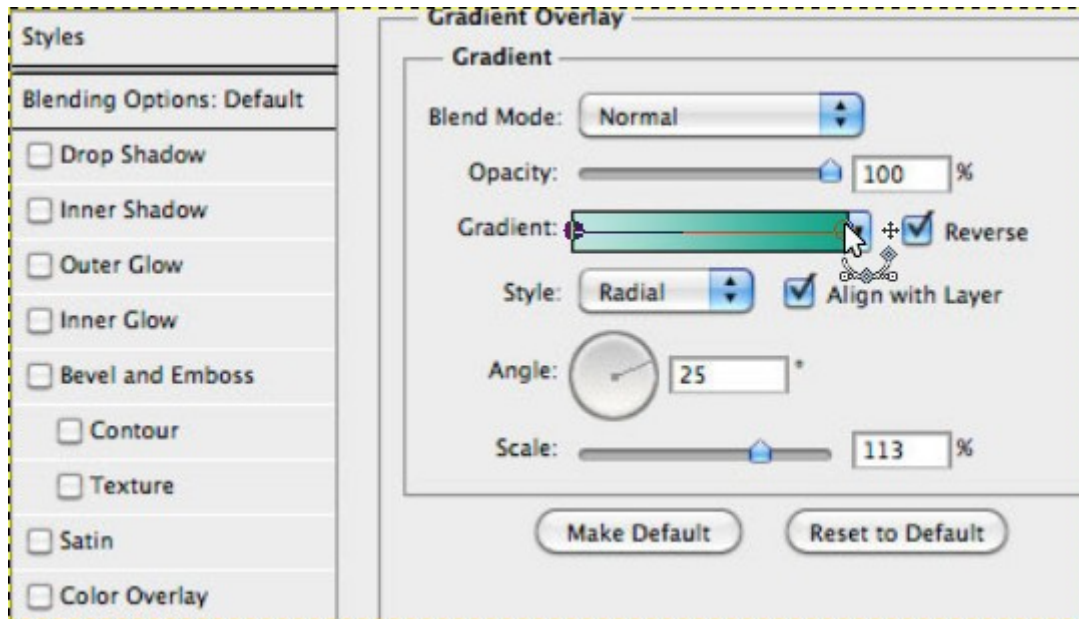 Styles
Blending Options: Default
Drop Shadow
Inner Shadow
Outer Glow
Inner Glow
Bevel and Emboss
Contour
Texture
Satin
Color Overlay
Gradient Overlay
Gradient
Blend Mode: Normal
Opacity: 100 %
Gradient: Reverse
Style: Radial Align with Layer
Angle: 25 °
Scale: 113 %
Make Default Reset to Default